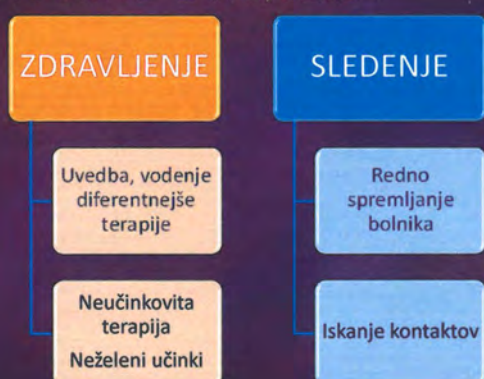 ZDRAVLJENJE
Uvedba, vodenje
diferentnejše
terapije
Neučinkovita
terapija
Neželeni učinki
SLEDENJE
Redno
spremljanje
bolnika
Iskanje kontaktov